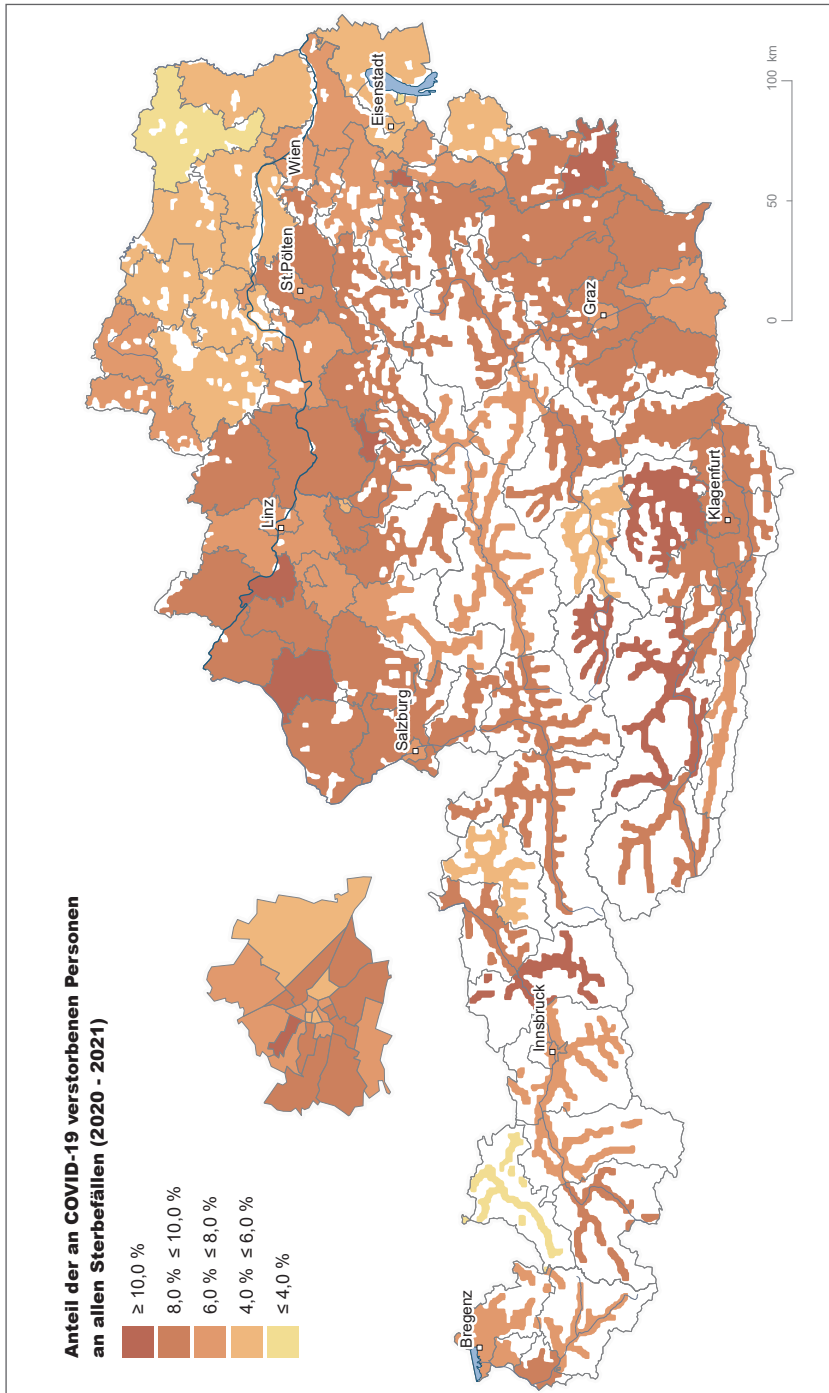 Anteil der an COVID-19 verstorbenen Personen
an allen Sterbefällen (2020 - 2021)
≥ 10,0 %
8,0 % ≤ 10,0 %
6,0 % ≤ 8,0 %
4,0 % ≤ 6,0 %
≤ 4,0 %
Bregenz
Innsbruck
Salzburg
Linz
St.Pölten
Wien
Eisenstadt
Graz
Klagenfurt
0
50
100 km